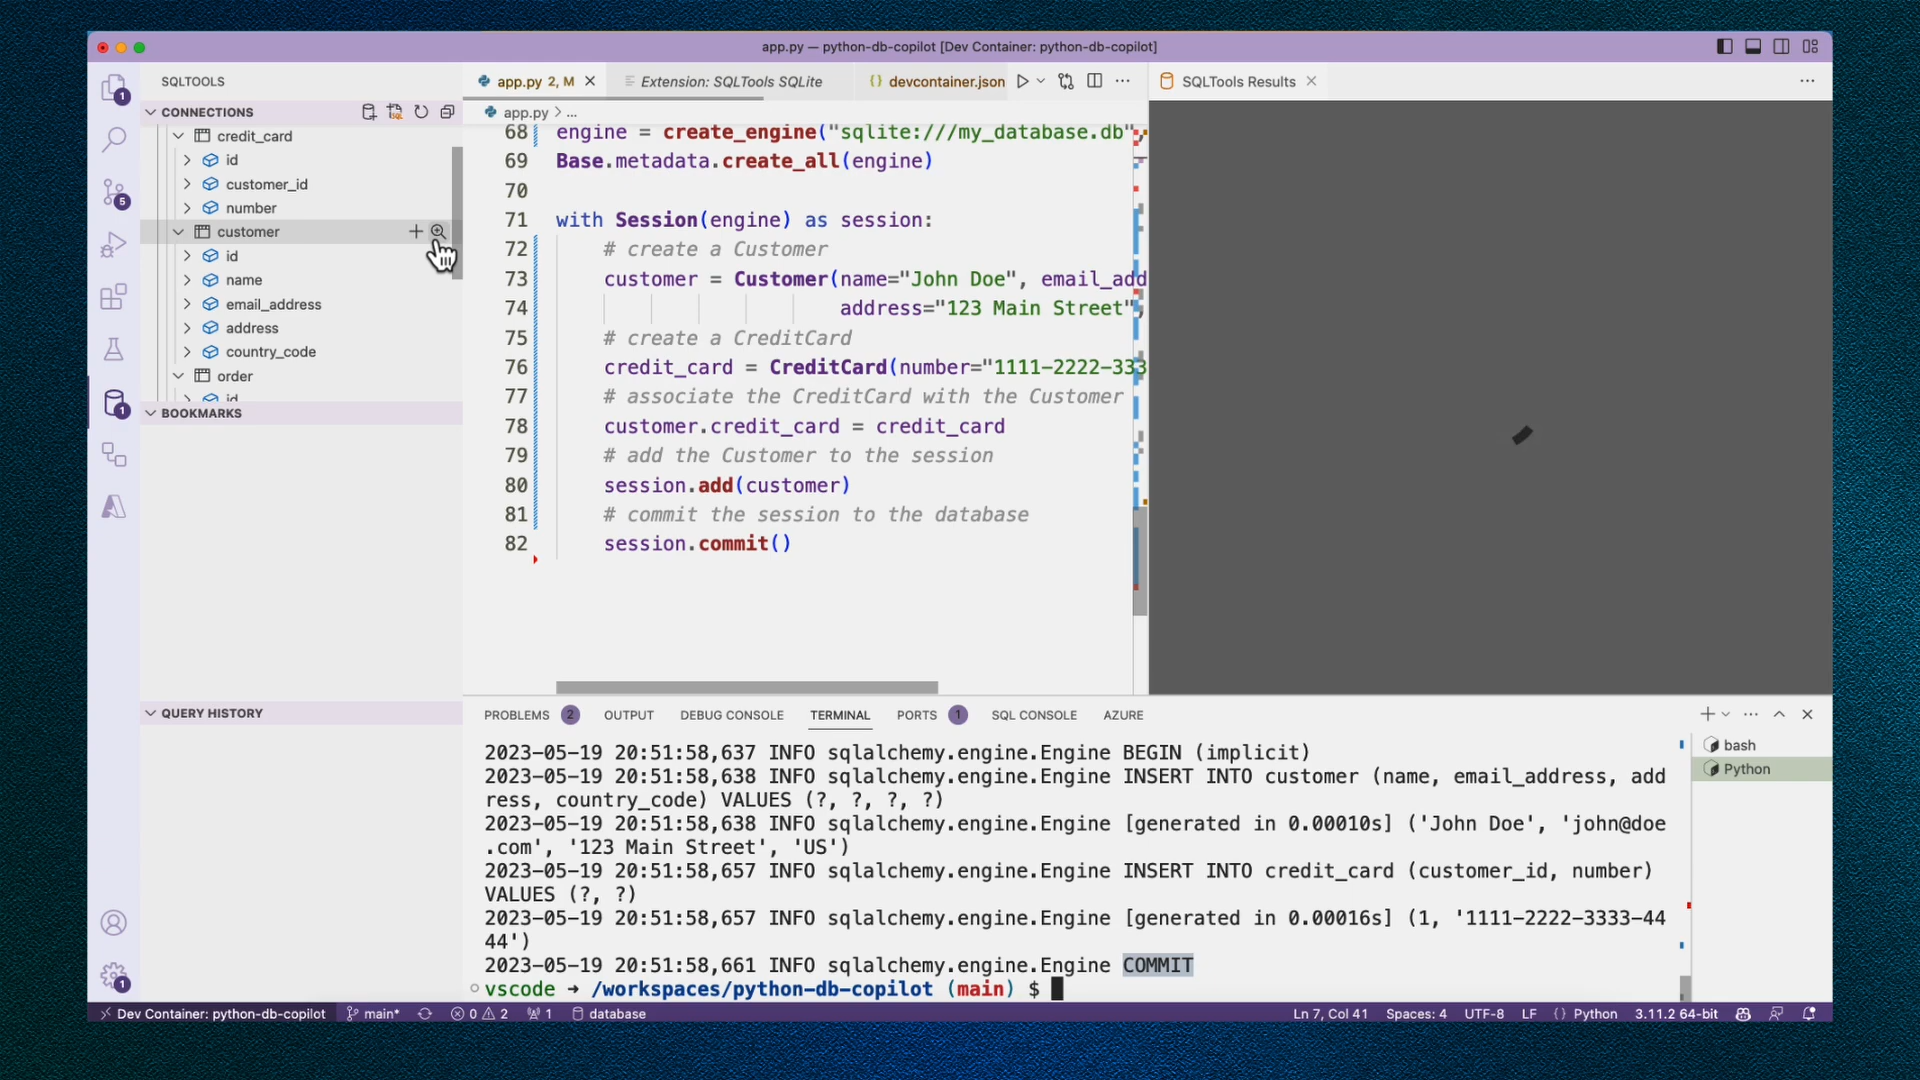 app.py — python-db-copilot [Dev Container: python-db-copilot]
SQLTOOLS
CONNECTIONS
credit_card
id
customer_id
number
customer
id
name
email_address
address
country_code
order
id
BOOKMARKS
QUERY HISTORY
app.py 2, M
Extension: SQLTools SQLite
devcontainer.json
app.py > ...
68 engine = create_engine("sqlite:///my_database.db",
69 Base.metadata.create_all(engine)
70
71 with Session(engine) as session:
72 # create a Customer
73 customer = Customer(name="John Doe", email_add
74 address="123 Main Street",
75 # create a CreditCard
76 credit_card = CreditCard(number="1111-2222-333
77 # associate the CreditCard with the Customer
78 customer.credit_card = credit_card
79 # add the Customer to the session
80 session.add(customer)
81 # commit the session to the database
82 session.commit()
SQLTools Results
PROBLEMS 2 OUTPUT DEBUG CONSOLE TERMINAL PORTS 1 SQL CONSOLE AZURE
2023-05-19 20:51:58,637 INFO sqlalchemy.engine.Engine BEGIN (implicit)
2023-05-19 20:51:58,638 INFO sqlalchemy.engine.Engine INSERT INTO customer (name, email_address, add
ress, country_code) VALUES (?, ?, ?, ?)
2023-05-19 20:51:58,638 INFO sqlalchemy.engine.Engine [generated in 0.00010s] ('John Doe', 'john@doe
.com', '123 Main Street', 'US')
2023-05-19 20:51:58,657 INFO sqlalchemy.engine.Engine INSERT INTO credit_card (customer_id, number)
VALUES (?, ?)
2023-05-19 20:51:58,657 INFO sqlalchemy.engine.Engine [generated in 0.00016s] (1, '1111-2222-3333-44
44')
2023-05-19 20:51:58,661 INFO sqlalchemy.engine.Engine COMMIT
vscode ➜ /workspaces/python-db-copilot (main) $
bash
Python
1
5
1
1
Dev Container: python-db-copilot main* 0 2 1 database Ln 7, Col 41 Spaces: 4 UTF-8 LF Python 3.11.2 64-bit